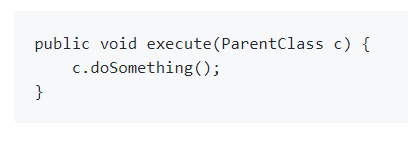 public void execute(ParentClass c) {
    c.doSomething();
}